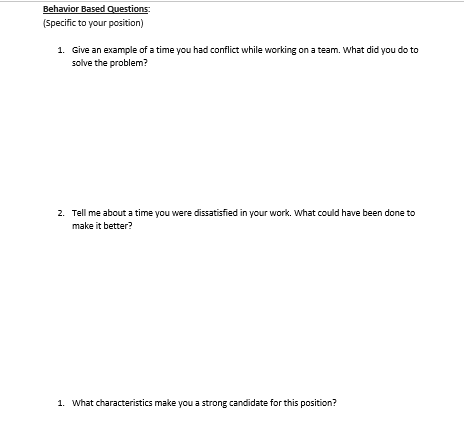 Behavior Based Questions:
(Specific to your position)
1. Give an example of a time you had conflict while working on a team. What did you do to
solve the problem?
2. Tell me about a time you were dissatisfied in your work. What could have been done to
make it better?
1. What characteristics make you a strong candidate for this position?